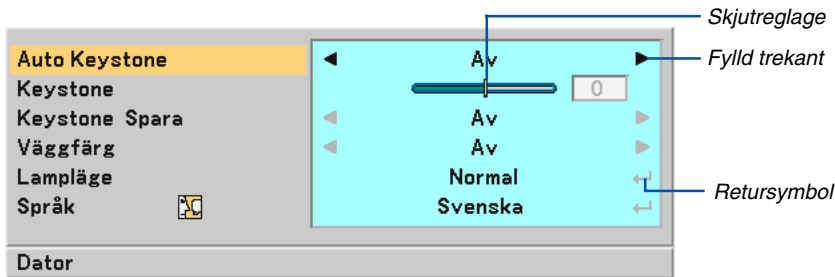 Skjutreglage
Auto Keystone Av Fylld trekant
Keystone 0
Keystone Spara Av
Väggfärg Av
Lampläge Normal
Retursymbol
Språk Svenska
Dator